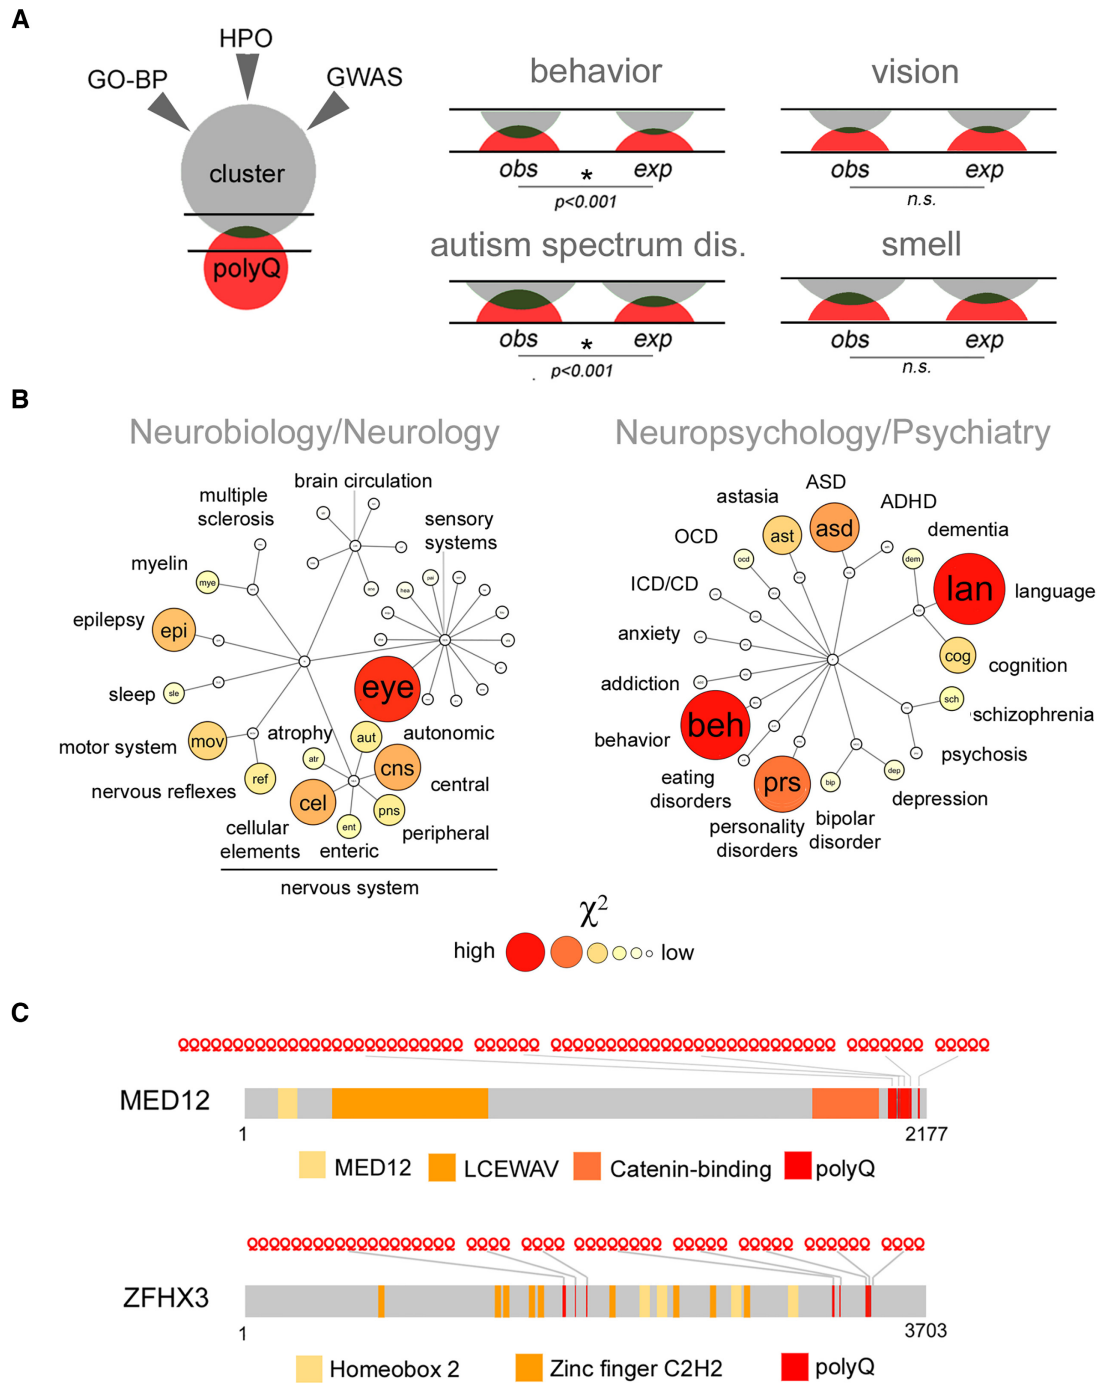 A
HPO
GO-BP
GWAS
cluster
polyQ
behavior
obs
exp
*
p<0.001
vision
obs
exp
n.s.
autism spectrum dis.
obs
exp
*
p<0.001
smell
obs
exp
n.s.
B
Neurobiology/Neurology
brain circulation
multiple
sclerosis
sensory
systems
myelin
mye
hea
pai
epilepsy
epi
sleep
sle
eye
motor system
mov
atrophy
atr
aut
autonomic
nervous reflexes
ref
cns
central
cel
pns
cellular
elements
ent
enteric
peripheral
nervous system
Neuropsychology/Psychiatry
ASD
astasia
ADHD
asd
ast
OCD
ocd
dementia
dem
ICD/CD
lan
language
anxiety
cog
cognition
addiction
sch
schizophrenia
beh
behavior
psychosis
eating
disorders
prs
personality
disorders
bip
bipolar
disorder
dep
depression
χ2
high
low
C
QQQQQQQQQQQQQQQQQQQQQQQQQQ QQQQQQ QQQQQQQQQQQQQQQQQQQQQQQQQQ QQQQQQQ QQQQQ
MED12
1
2177
MED12
LCEWAV
Catenin-binding
polyQ
QQQQQQQQQQQQQQQQQQQ QQQQ QQQQ QQQQQQQQ QQQQQ QQQQQ QQQQQQ QQQQ
ZFHX3
1
3703
Homeobox 2
Zinc finger C2H2
polyQ